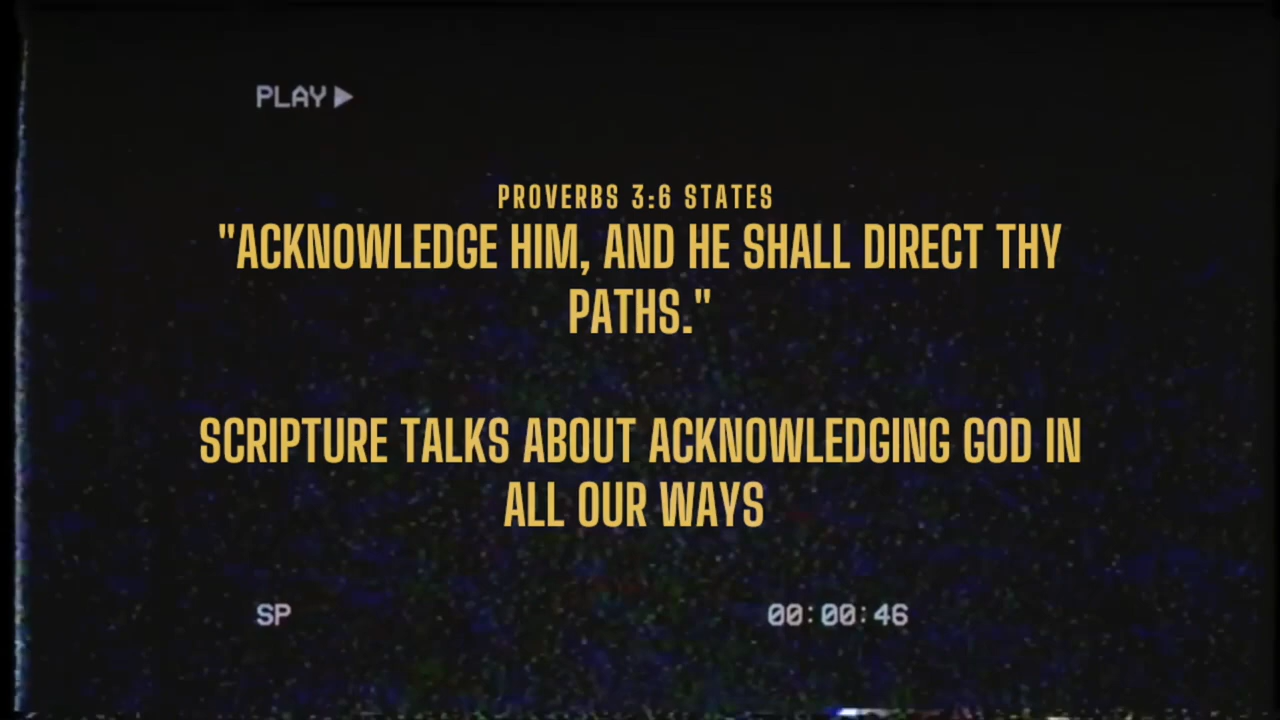 PLAY ▶
PROVERBS 3:6 STATES
"ACKNOWLEDGE HIM, AND HE SHALL DIRECT THY
PATHS."
SCRIPTURE TALKS ABOUT ACKNOWLEDGING GOD IN
ALL OUR WAYS
SP 00:00:46